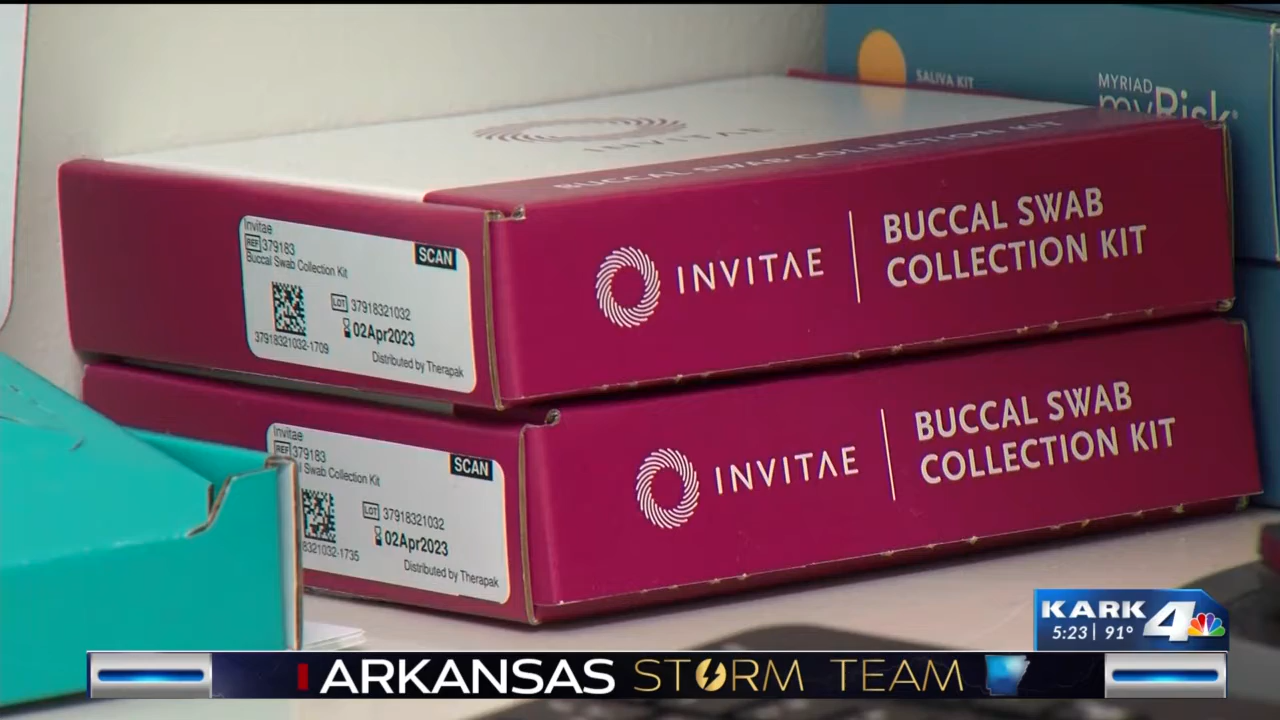 SALIVA KIT
MYRIAD
myRisk
INVITAE
BUCCAL SWAB COLLECTION KIT
Invitae
REF 379183
Buccal Swab Collection Kit
SCAN
LOT 37918321032
02Apr2023
37918321032-1709
Distributed by Therapak
INVITAE
BUCCAL SWAB
COLLECTION KIT
Invitae
REF 379183
Swab Collection Kit
SCAN
LOT 37918321032
02Apr2023
8321032-1735
Distributed by Therapak
INVITAE
BUCCAL SWAB
COLLECTION KIT
KARK 4
5:23 | 91°
ARKANSAS STORM TEAM